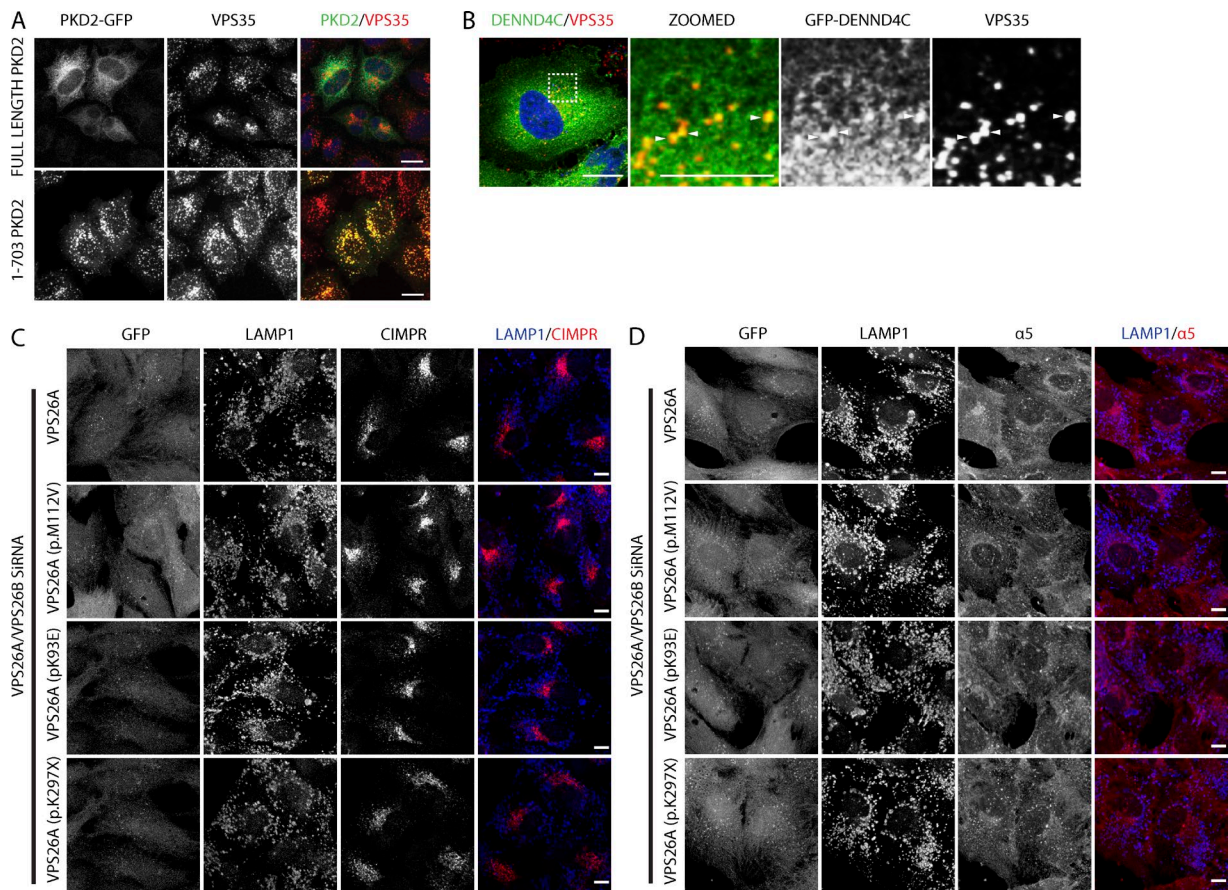 A
PKD2-GFP VPS35 PKD2/VPS35
FULL LENGTH PKD2
1-703 PKD2
B
DENND4C/VPS35 ZOOMED GFP-DENND4C VPS35
C
GFP LAMP1 CIMPR LAMP1/CIMPR
VPS26A/VPS26B SiRNA
VPS26A
VPS26A (p.M112V)
VPS26A (pK93E)
VPS26A (p.K297X)
D
GFP LAMP1 α5 LAMP1/α5
VPS26A/VPS26B SiRNA
VPS26A
VPS26A (p.M112V)
VPS26A (pK93E)
VPS26A (p.K297X)